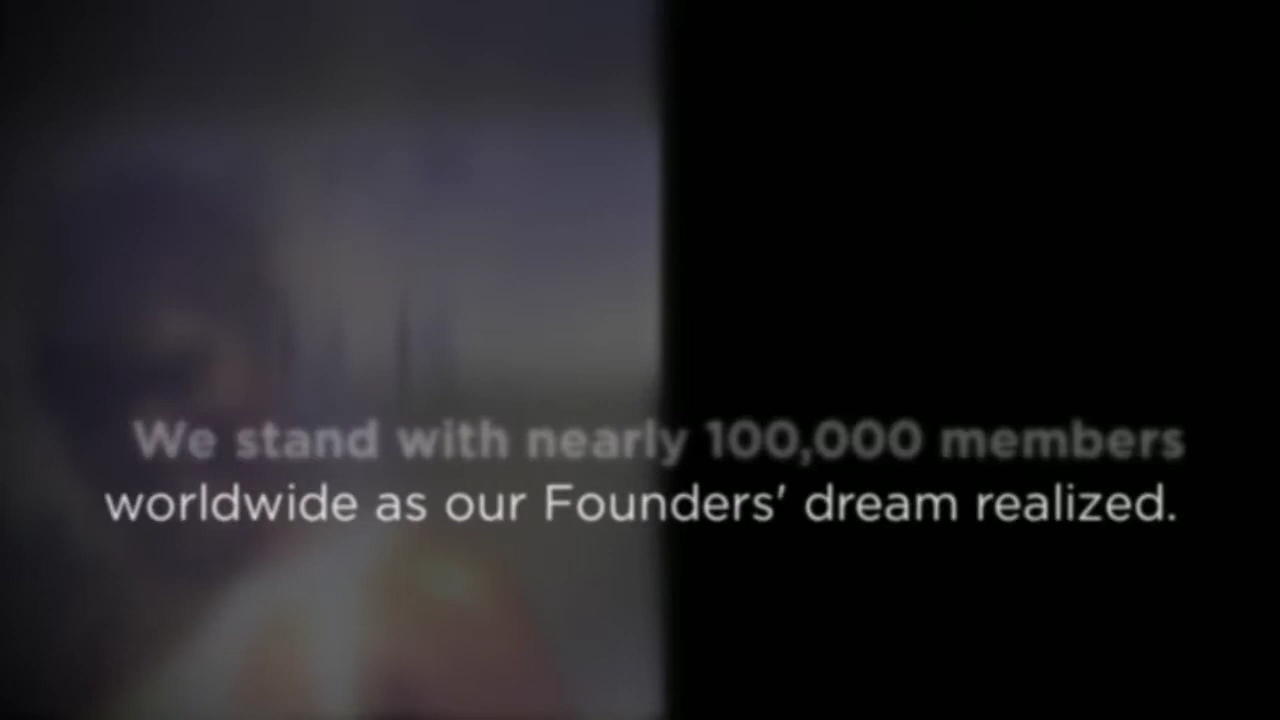 We stand with nearly 100,000 members
worldwide as our Founders' dream realized.